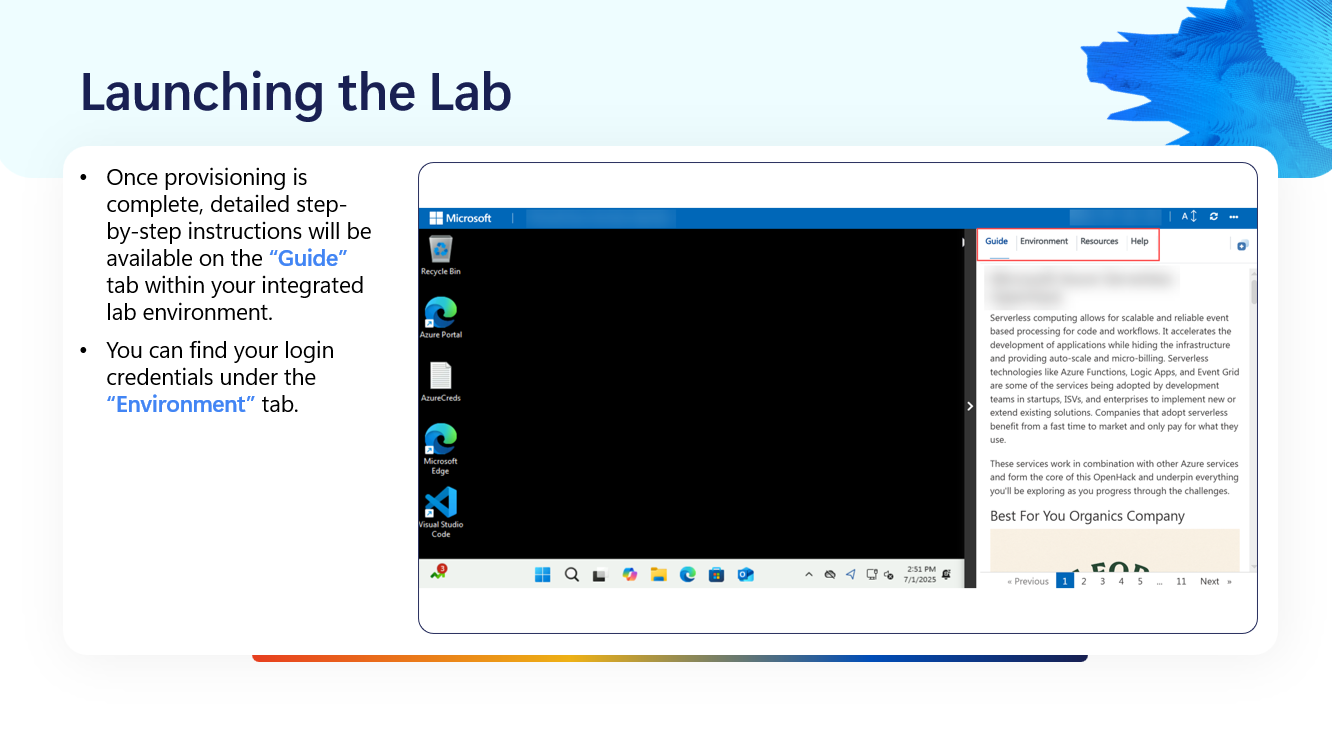 Launching the Lab
• Once provisioning is
complete, detailed step-
by-step instructions will be
available on the “Guide”
tab within your integrated
lab environment.
• You can find your login
credentials under the
“Environment” tab.
Microsoft
A
Recycle Bin
Azure Portal
AzureCreds
Microsoft
Edge
Visual Studio
Code
3
2:51 PM
7/1/2025
Guide Environment Resources Help
Serverless computing allows for scalable and reliable event
based processing for code and workflows. It accelerates the
development of applications while hiding the infrastructure
and providing auto-scale and micro-billing. Serverless
technologies like Azure Functions, Logic Apps, and Event Grid
are some of the services being adopted by development
teams in startups, ISVs, and enterprises to implement new or
extend existing solutions. Companies that adopt serverless
benefit from a fast time to market and only pay for what they
use.
These services work in combination with other Azure services
and form the core of this OpenHack and underpin everything
you'll be exploring as you progress through the challenges.
Best For You Organics Company
« Previous 1 2 3 4 5 ... 11 Next »